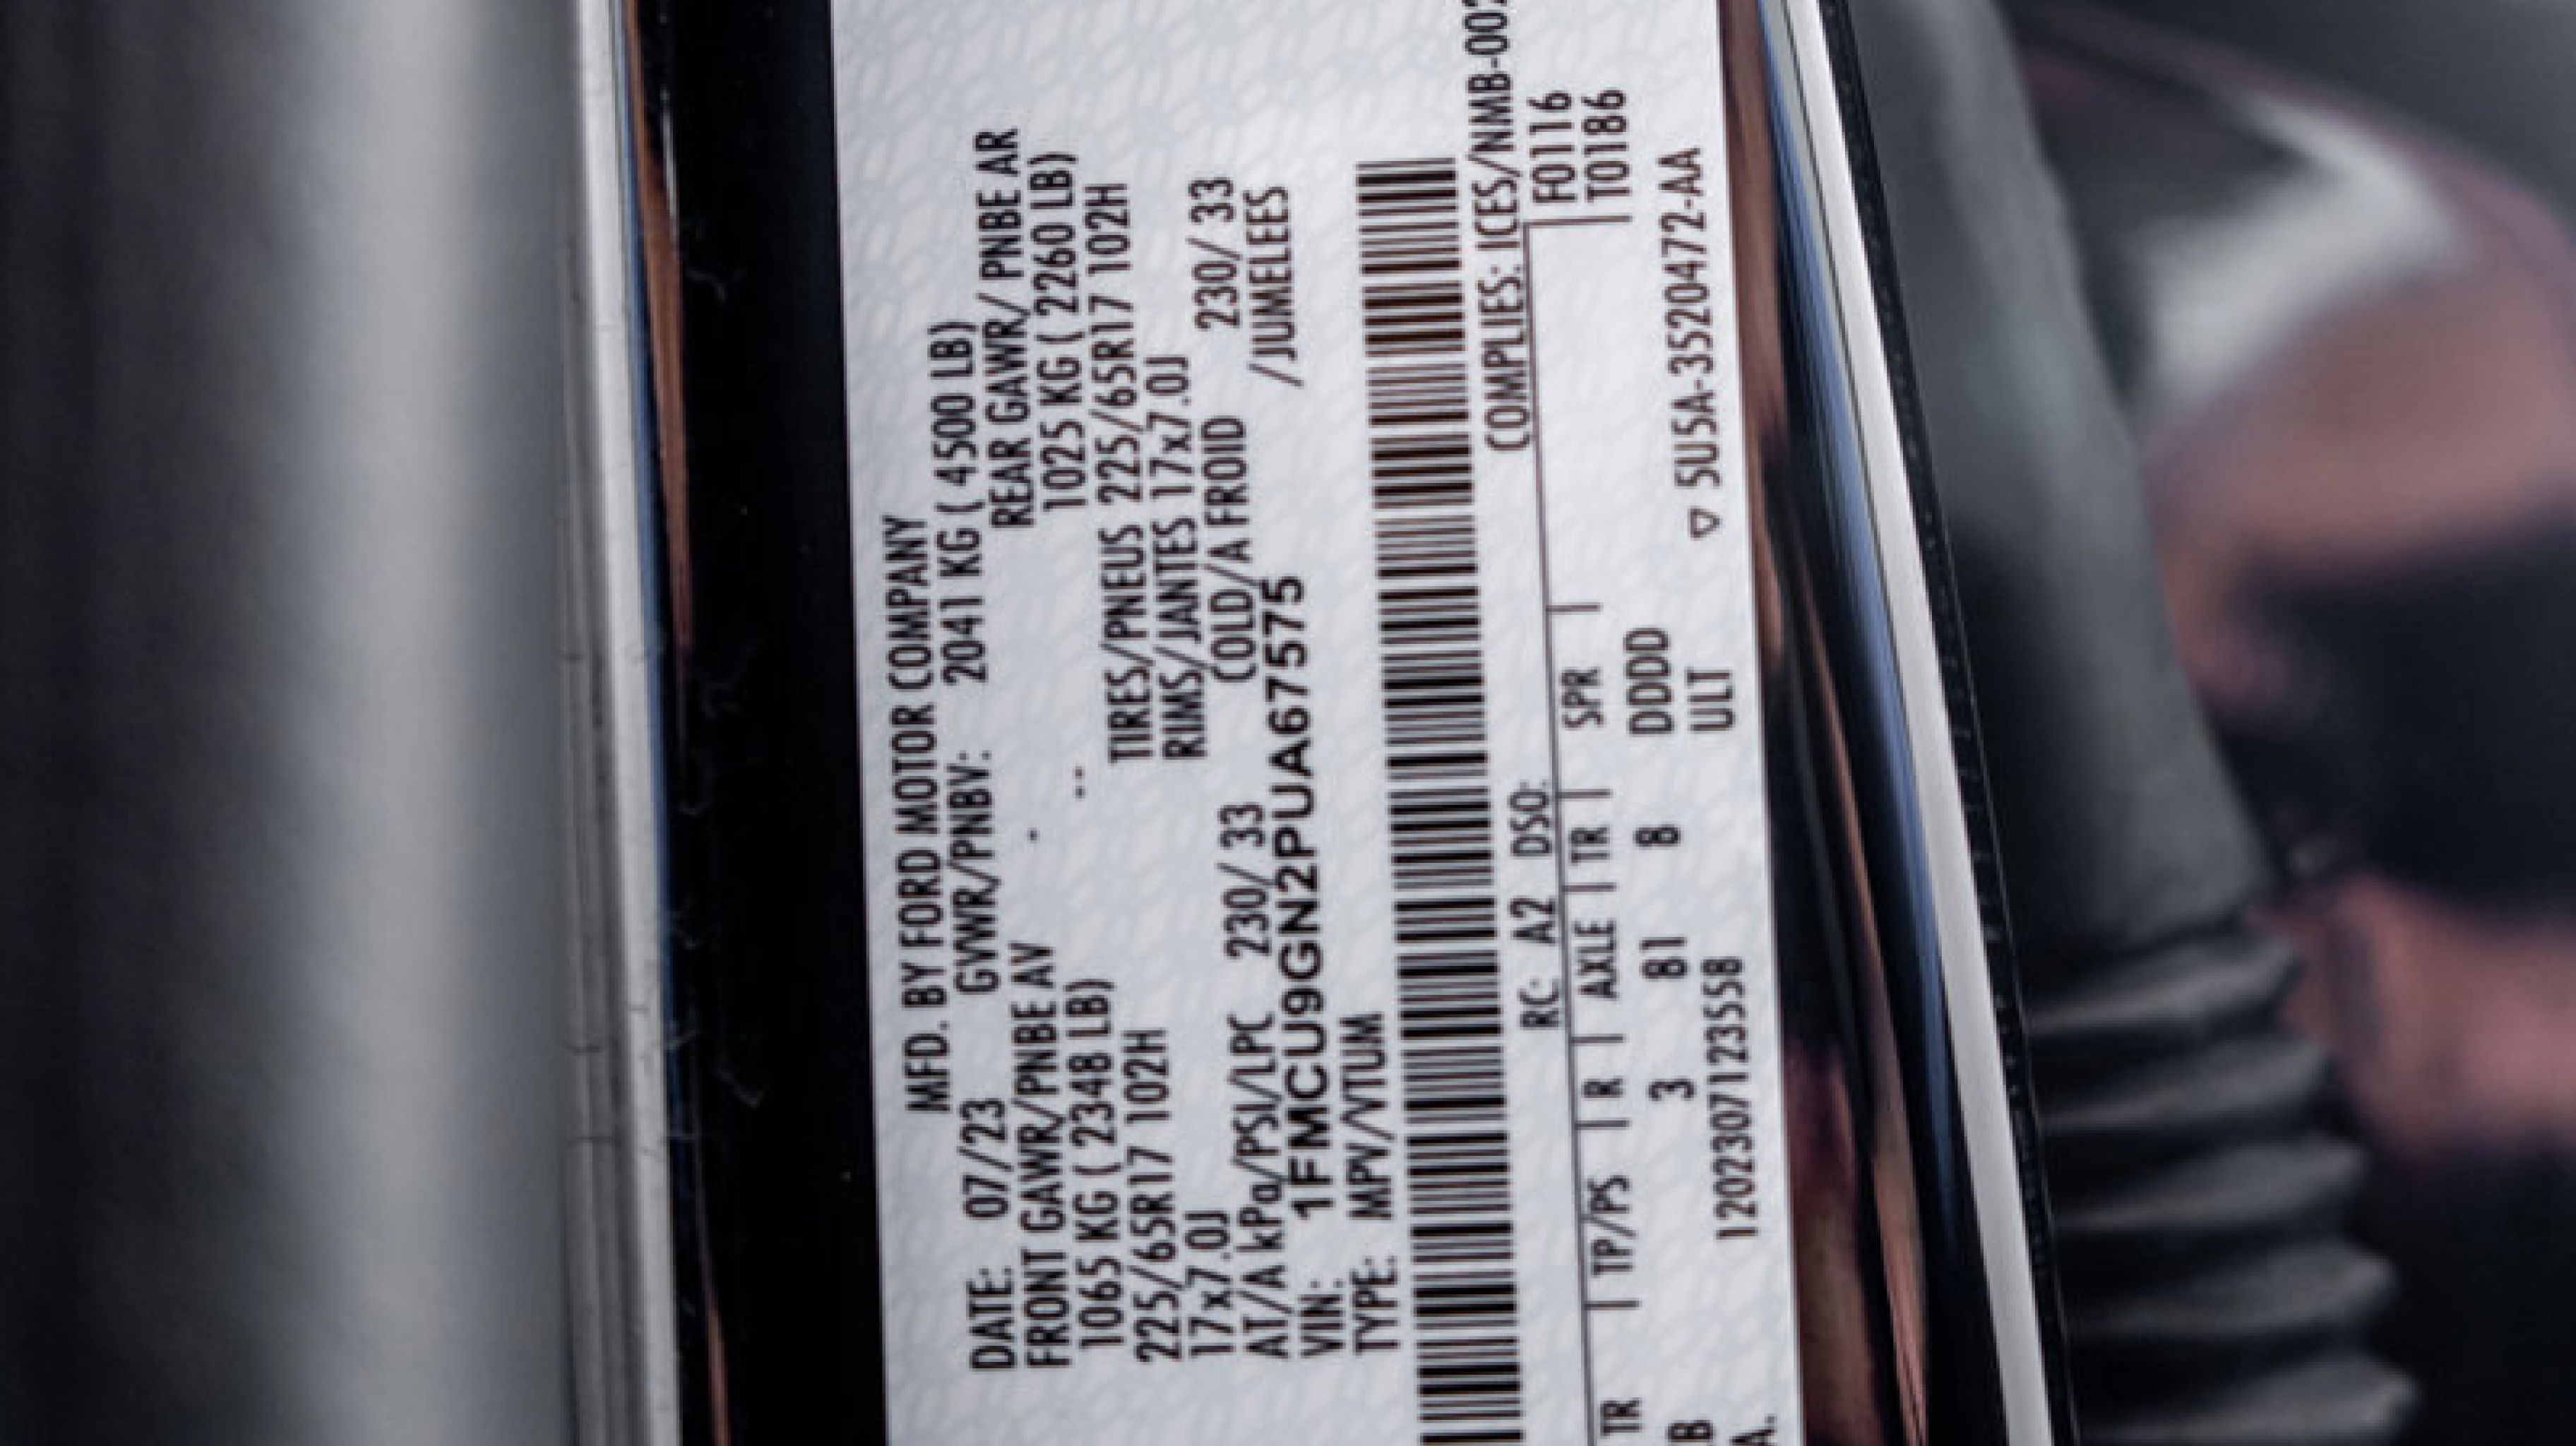 MFD. BY FORD MOTOR COMPANY
DATE: 07/23 GVWR/PNBV: 2041 KG ( 4500 LB)
FRONT GAWR/PNBE AV - REAR GAWR/ PNBE AR
1065 KG ( 2348 LB) -- 1025 KG ( 2260 LB)
225/65R17 102H TIRES/PNEUS 225/65R17 102H
17x7.0J RIMS/JANTES 17x7.0J
AT/A kPa/PSI/LPC 230/ 33 COLD/A FROID 230/ 33
VIN: 1FMCU9GN2PUA67575 /JUMELEES
TYPE: MPV/VTUM
COMPLIES: ICES/NMB-002
RC: A2 DSO: F0116
TR | TP/PS | R | AXLE | TR | SPR | T0186
B 3 B1 8 DDDD
A. 1202307123558 ULT ▽ 5U5A-3520472-AA